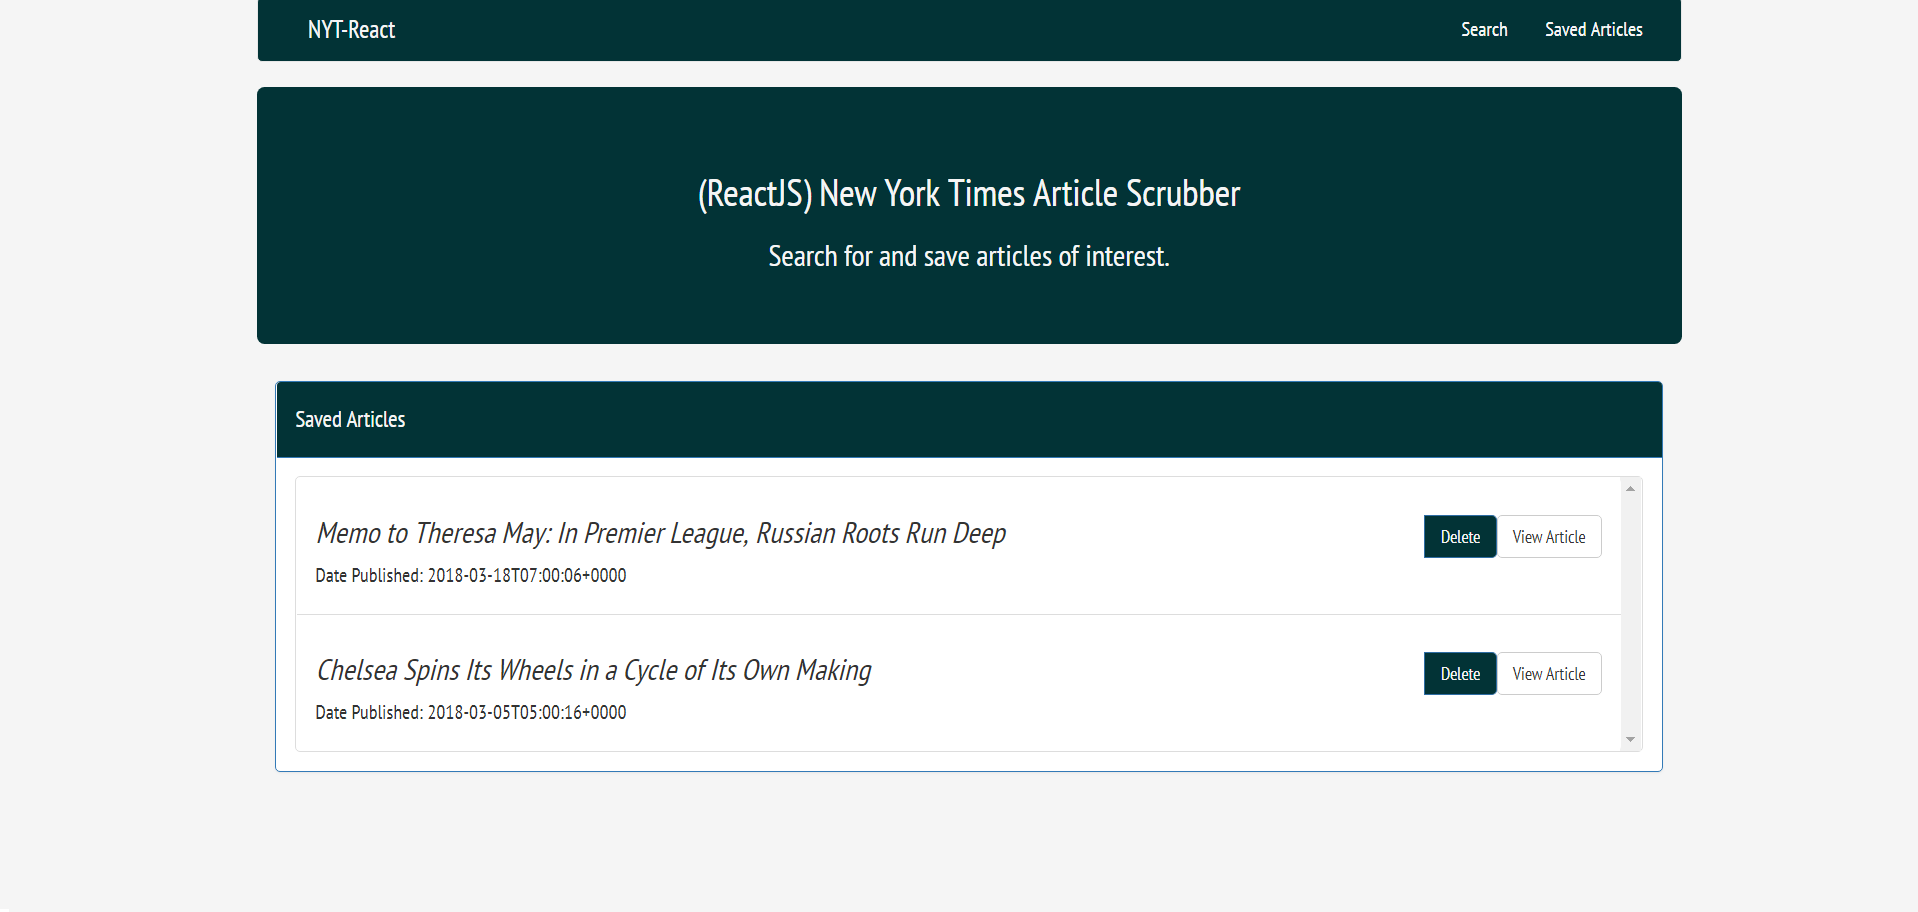 NYT-React
Search
Saved Articles
(ReactJS) New York Times Article Scrubber
Search for and save articles of interest.
Saved Articles
Memo to Theresa May: In Premier League, Russian Roots Run Deep
Delete
View Article
Date Published: 2018-03-18T07:00:06+0000
Chelsea Spins Its Wheels in a Cycle of Its Own Making
Delete
View Article
Date Published: 2018-03-05T05:00:16+0000